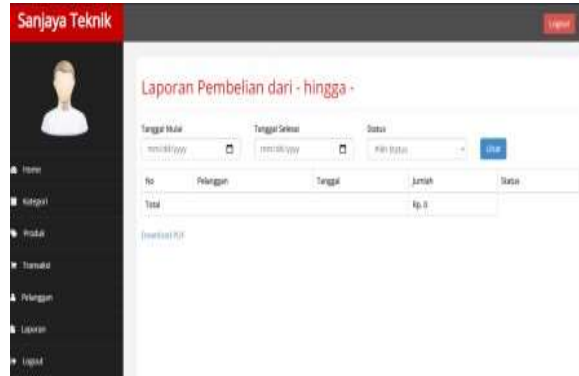 Sanjaya Teknik
Logout
Laporan Pembelian dari - hingga -
Tanggal Mulai Tanggal Selesai Status
mm/dd/yyyy mm/dd/yyyy Pilih Status Lihat
No Pelanggan Tanggal Jumlah Status
Total Rp. 0
Download PDF
Home
Kategori
Produk
Transaksi
Pelanggan
Laporan
Logout